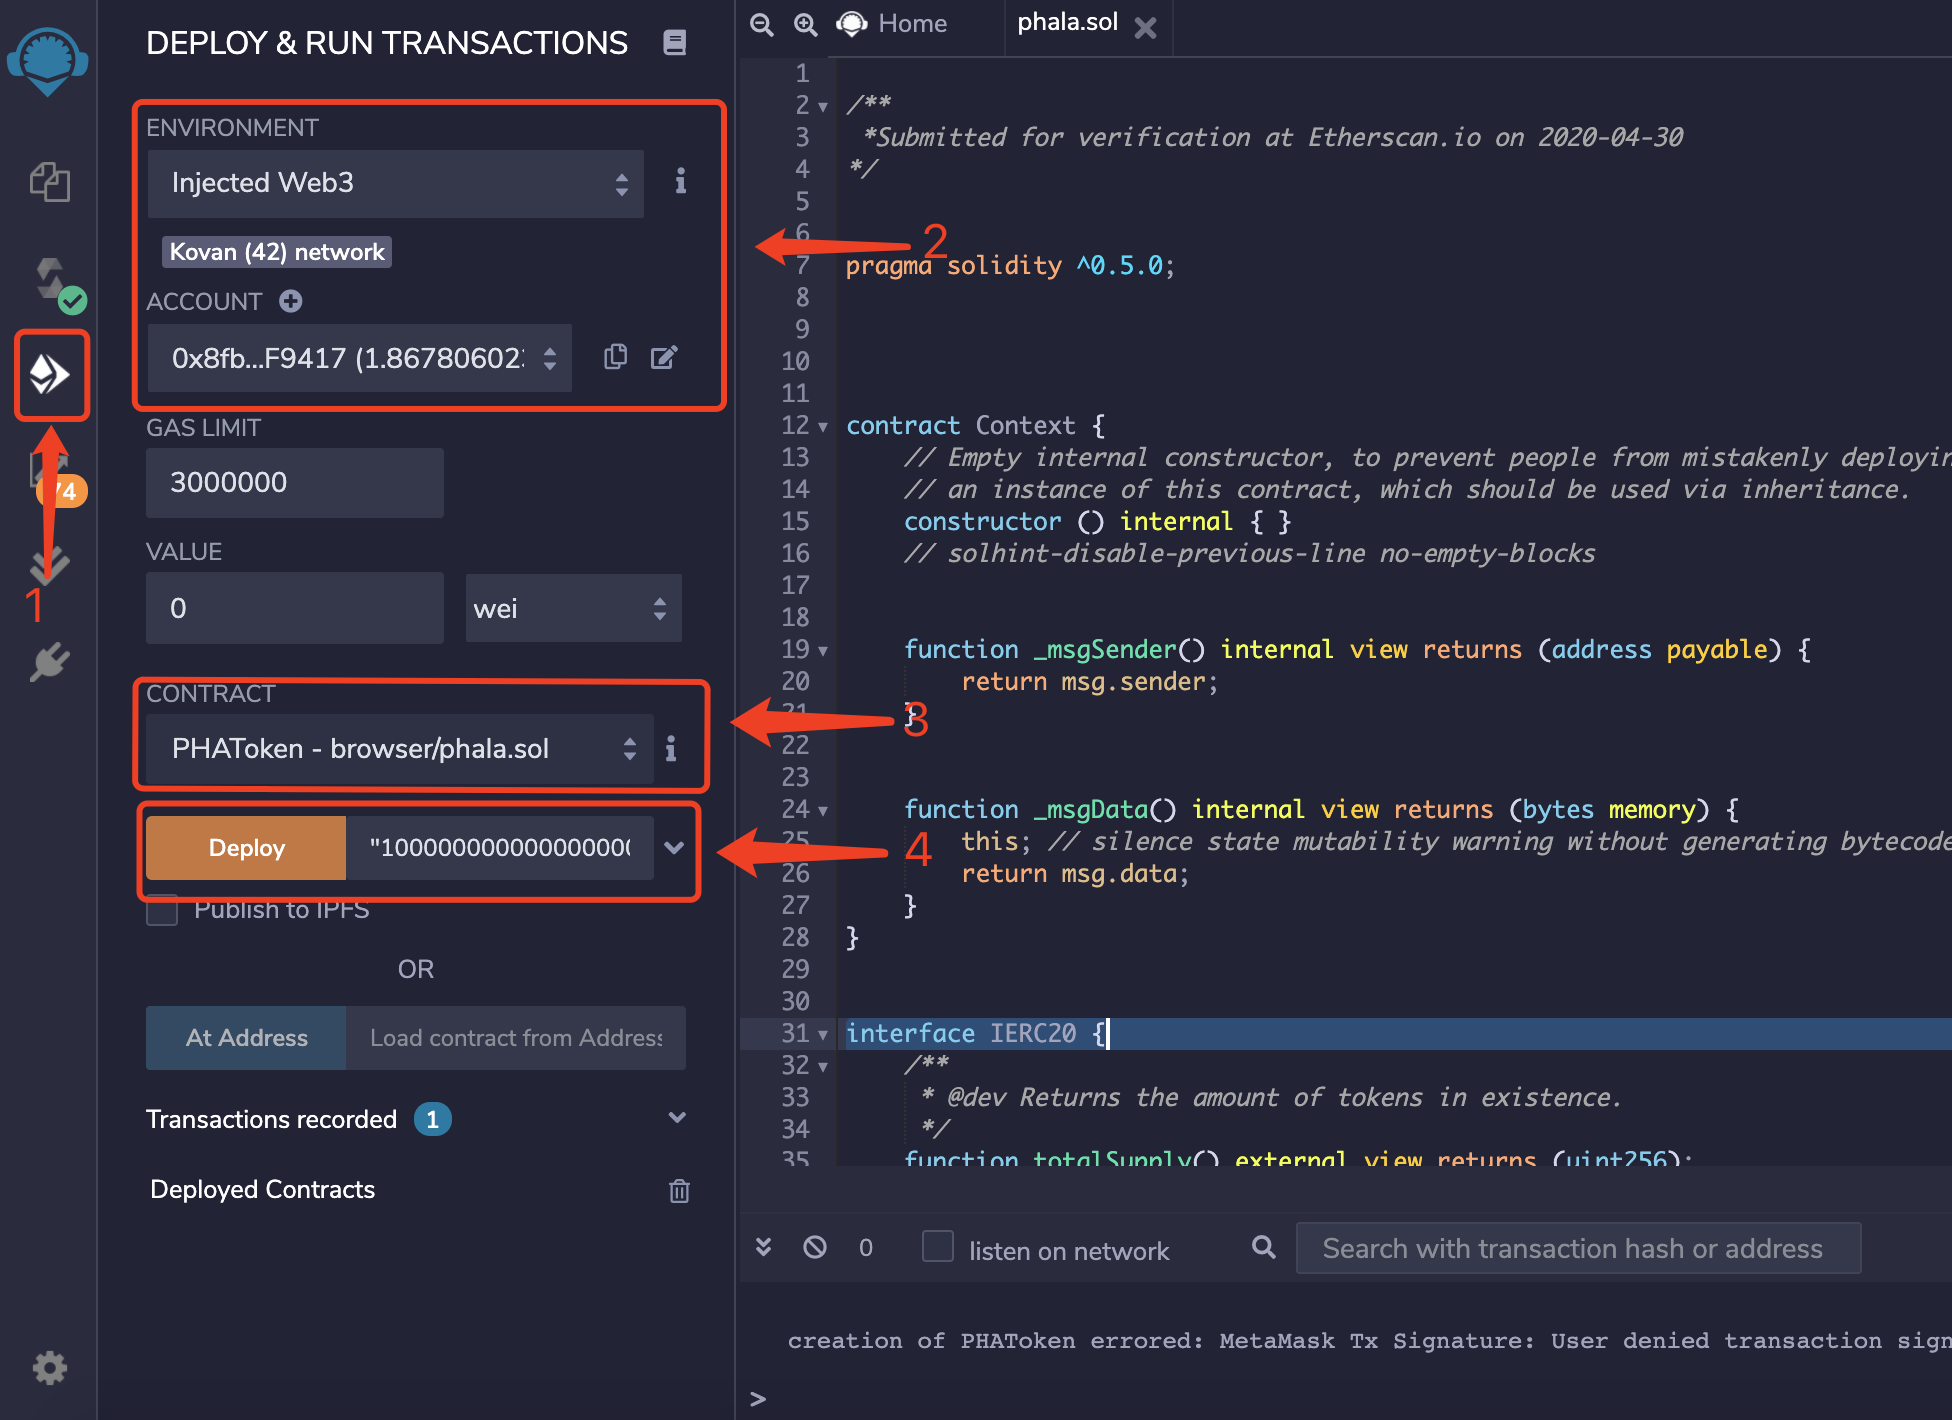 DEPLOY & RUN TRANSACTIONS
ENVIRONMENT
Injected Web3
Kovan (42) network
ACCOUNT
0x8fb...F9417 (1.86780602
GAS LIMIT
3000000
VALUE
0
wei
CONTRACT
PHAToken - browser/phala.sol
Deploy
"1000000000000000000
Publish to IPFS
OR
At Address
Load contract from Address
Transactions recorded 1
Deployed Contracts
74
1
2
3
4
Home
phala.sol
1
2 /**
3 *Submitted for verification at Etherscan.io on 2020-04-30
4 */
5
6
7 pragma solidity ^0.5.0;
8
9
10
11
12 contract Context {
13 // Empty internal constructor, to prevent people from mistakenly deployin
14 // an instance of this contract, which should be used via inheritance.
15 constructor () internal { }
16 // solhint-disable-previous-line no-empty-blocks
17
18
19 function _msgSender() internal view returns (address payable) {
20 return msg.sender;
21 }
22
23
24 function _msgData() internal view returns (bytes memory) {
25 this; // silence state mutability warning without generating bytecode
26 return msg.data;
27 }
28 }
29
30
31 interface IERC20 {
32 /**
33 * @dev Returns the amount of tokens in existence.
34 */
35 function totalSupply() external view returns (uint256);
0
listen on network
Search with transaction hash or address
creation of PHAToken errored: MetaMask Tx Signature: User denied transaction sign
>